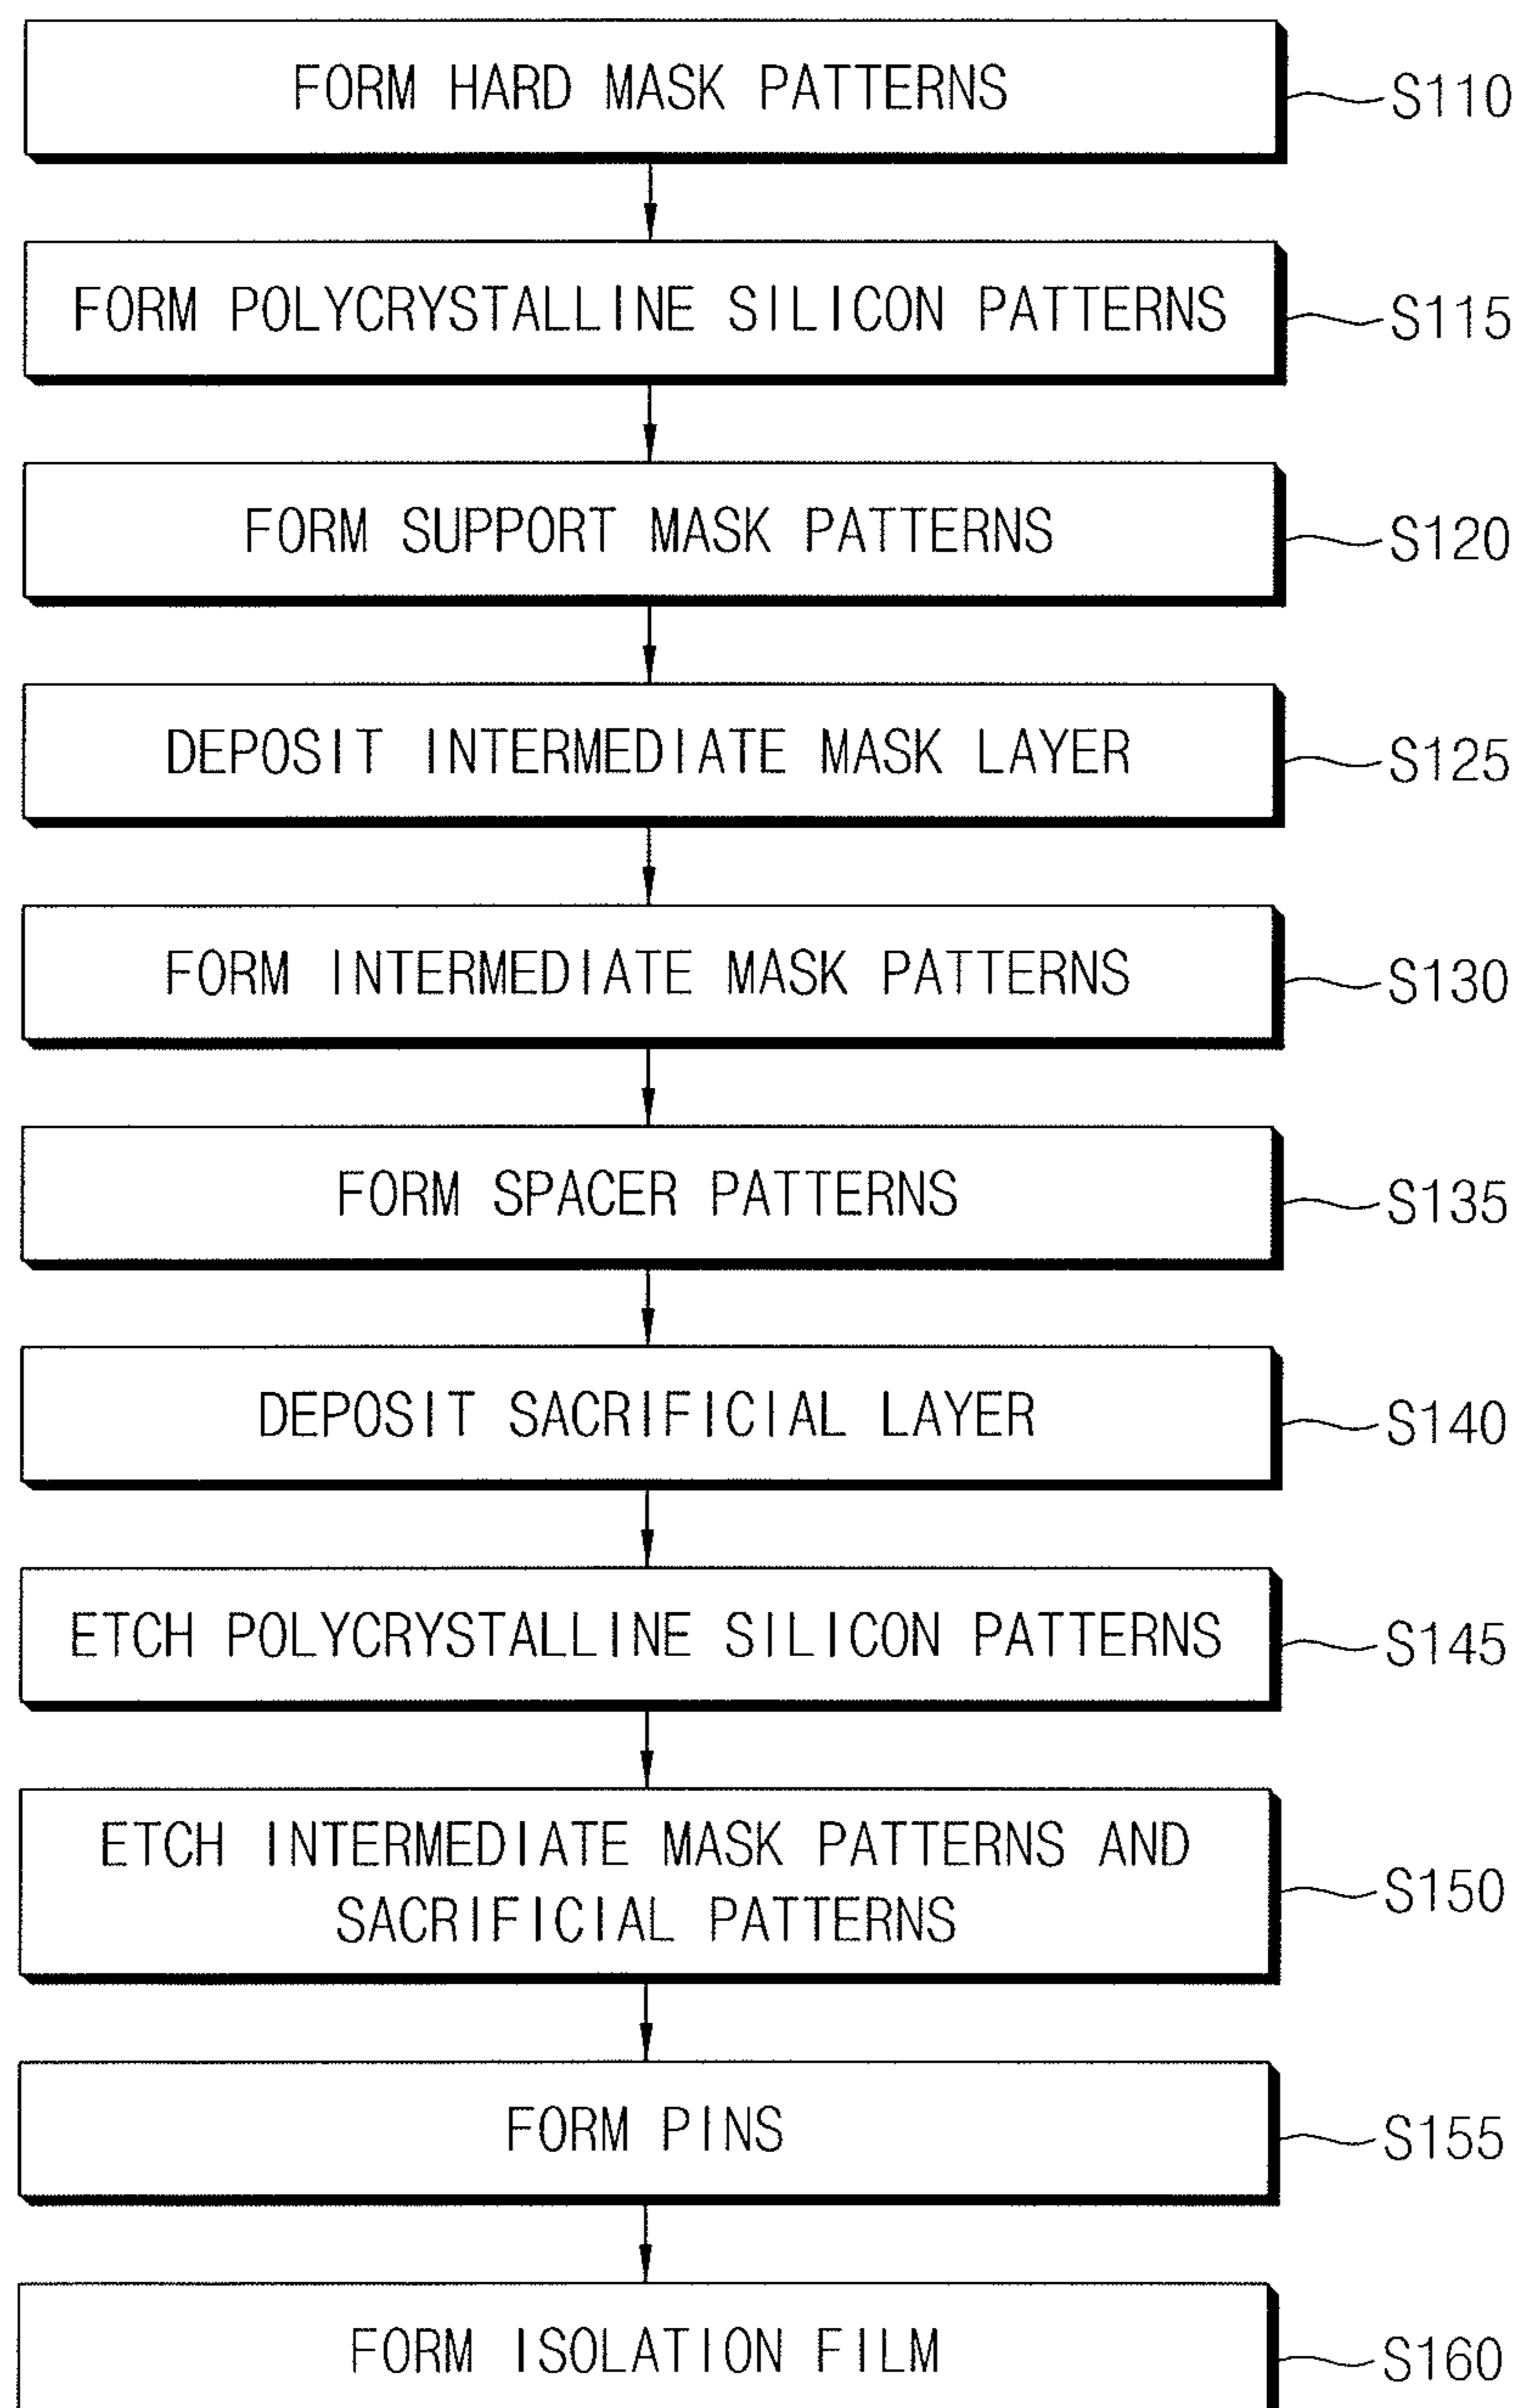 FORM HARD MASK PATTERNS
S110
FORM POLYCRYSTALLINE SILICON PATTERNS
S115
FORM SUPPORT MASK PATTERNS
S120
DEPOSIT INTERMEDIATE MASK LAYER
S125
FORM INTERMEDIATE MASK PATTERNS
S130
FORM SPACER PATTERNS
S135
DEPOSIT SACRIFICIAL LAYER
S140
ETCH POLYCRYSTALLINE SILICON PATTERNS
S145
ETCH INTERMEDIATE MASK PATTERNS AND
SACRIFICIAL PATTERNS
S150
FORM PINS
S155
FORM ISOLATION FILM
S160